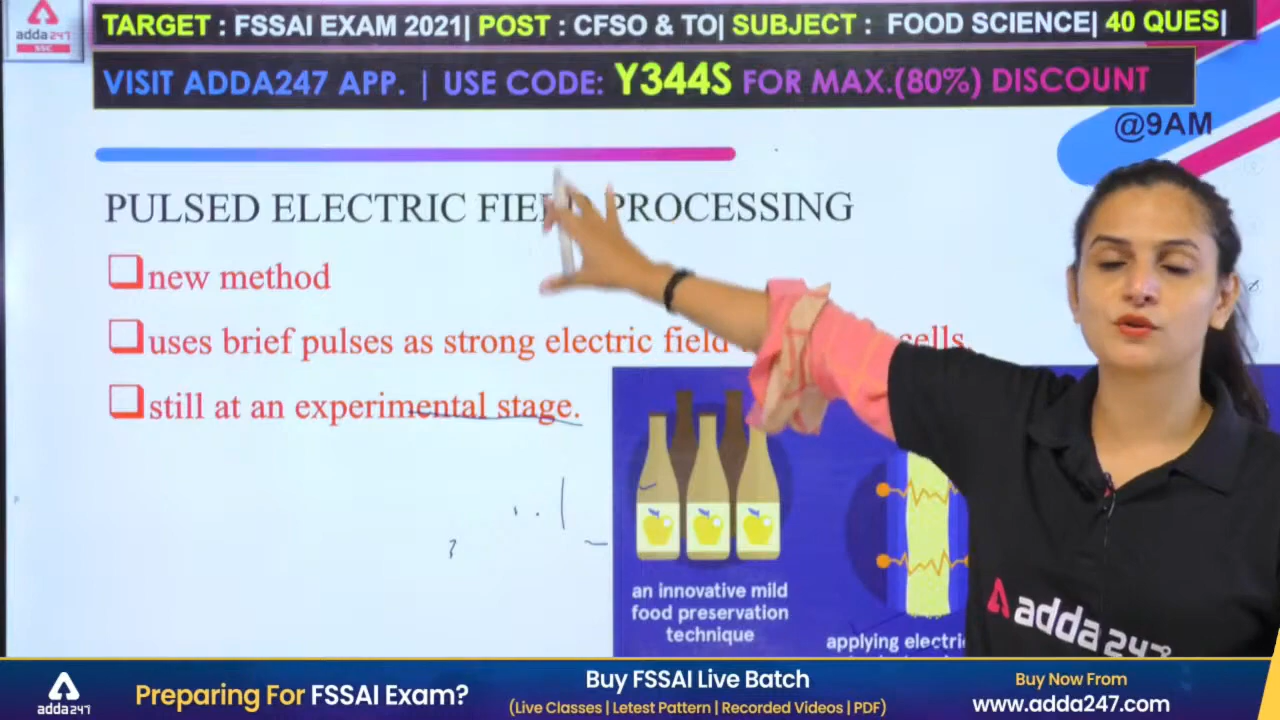 adda247
SSC
TARGET : FSSAI EXAM 2021| POST : CFSO & TO| SUBJECT : FOOD SCIENCE| 40 QUES|
VISIT ADDA247 APP. | USE CODE: Y344S FOR MAX.(80%) DISCOUNT
@9AM
PULSED ELECTRIC FIELD PROCESSING
new method
uses brief pulses as strong electric field cells.
still at an experimental stage.
an innovative mild
food preservation
technique
applying electri
adda247
adda247
Preparing For FSSAI Exam?
Buy FSSAI Live Batch
(Live Classes | Letest Pattern | Recorded Videos | PDF)
Buy Now From
www.adda247.com